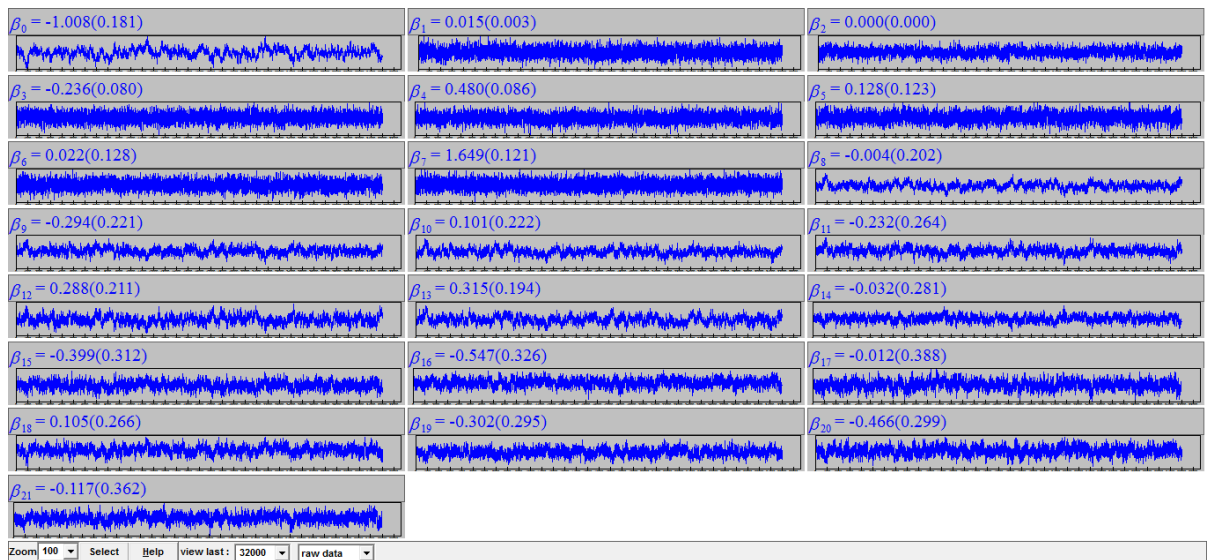 β0 = -1.008(0.181) β1 = 0.015(0.003) β2 = 0.000(0.000)
β3 = -0.236(0.080) β4 = 0.480(0.086) β5 = 0.128(0.123)
β6 = 0.022(0.128) β7 = 1.649(0.121) β8 = -0.004(0.202)
β9 = -0.294(0.221) β10 = 0.101(0.222) β11 = -0.232(0.264)
β12 = 0.288(0.211) β13 = 0.315(0.194) β14 = -0.032(0.281)
β15 = -0.399(0.312) β16 = -0.547(0.326) β17 = -0.012(0.388)
β18 = 0.105(0.266) β19 = -0.302(0.295) β20 = -0.466(0.299)
β21 = -0.117(0.362)
Zoom 100 Select Help view last : 32000 raw data